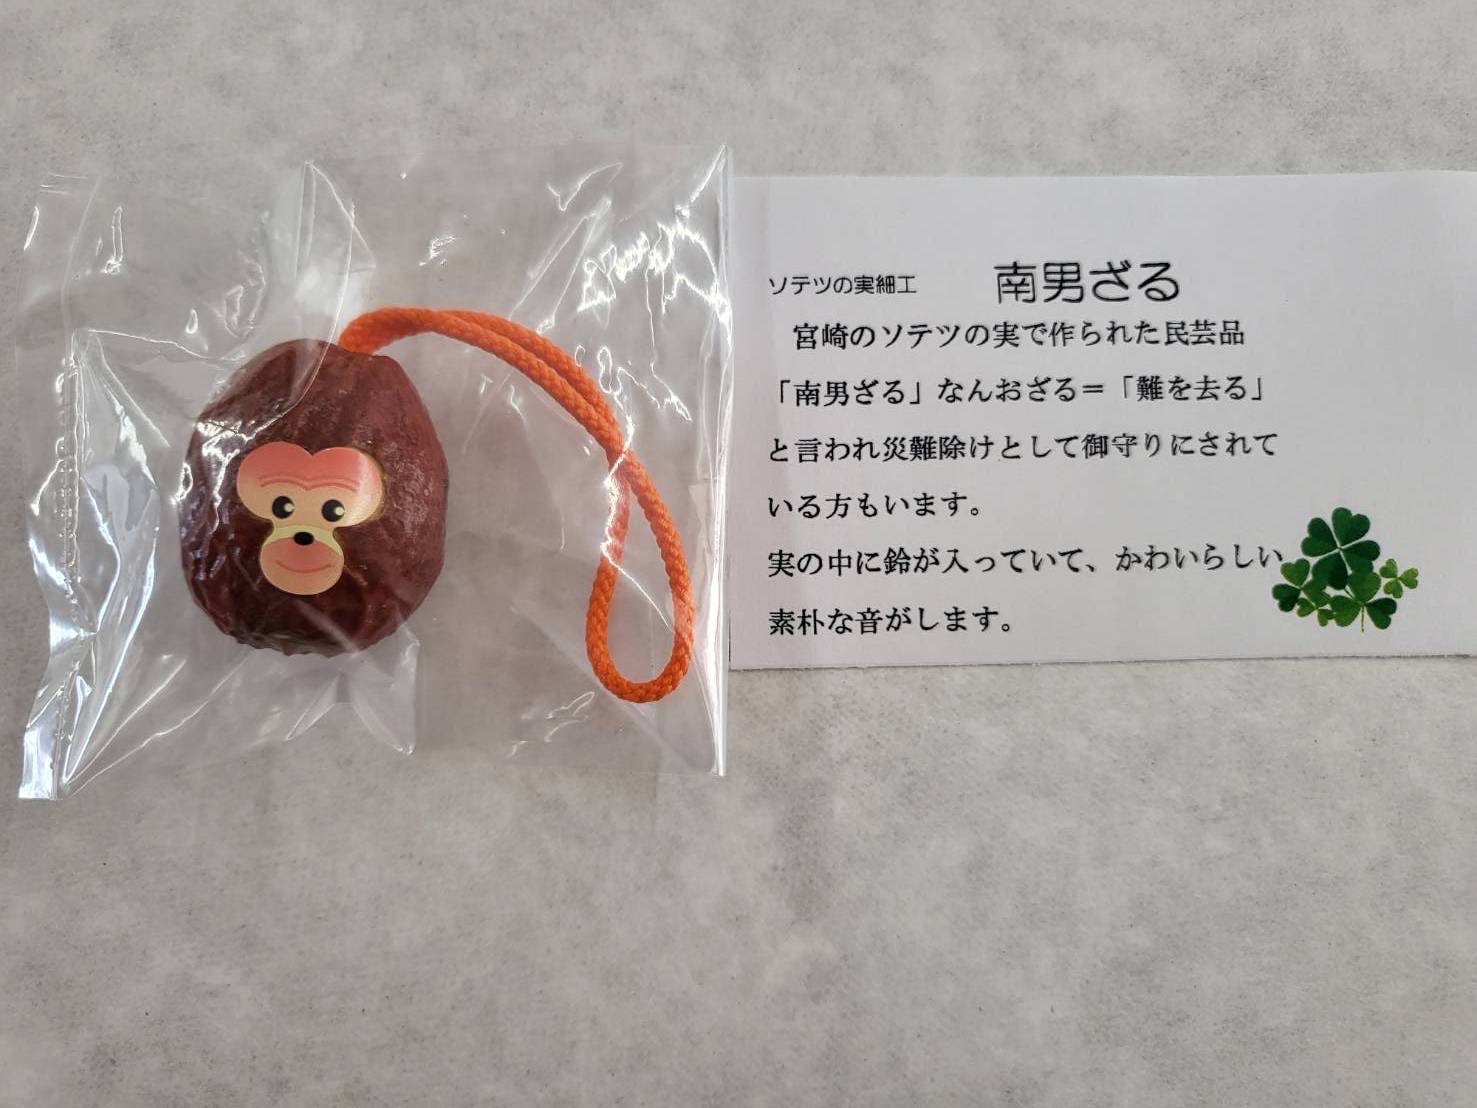 ソテツの実細工 南男ざる
宮崎のソテツの実で作られた民芸品
「南男ざる」なんおざる＝「難を去る」
と言われ災難除けとして御守りにされて
いる方もいます。
実の中に鈴が入っていて、かわいらしい
素朴な音がします。